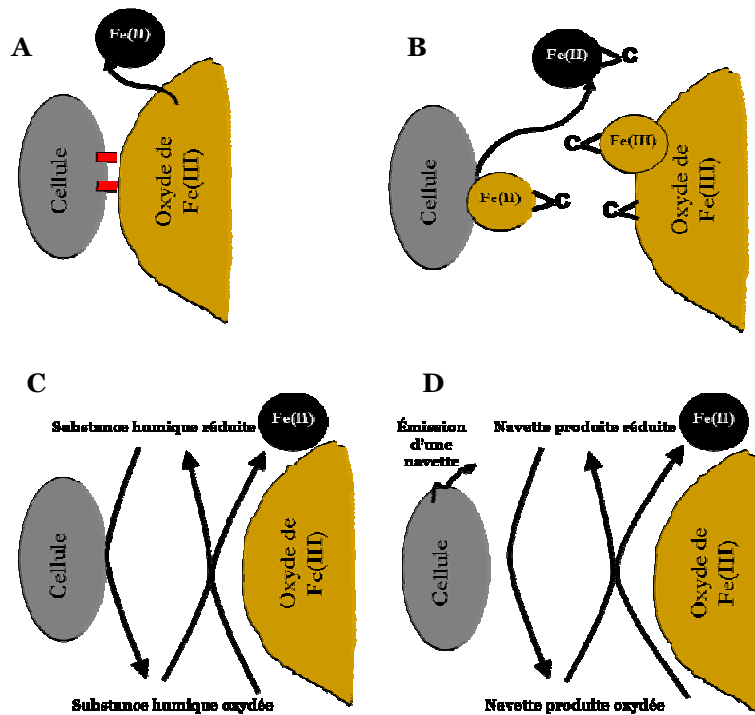 A
Fe(II)
Cellule
Oxyde de
Fe(III)
B
Fe(II)
C
C
Fe(III)
Cellule
Fe(II)
C
C
Oxyde de
Fe(III)
C
Substance humique réduite
Fe(II)
Cellule
Oxyde de
Fe(III)
Substance humique oxydée
D
Émission
d'une
navette
Navette produite réduite
Fe(II)
Cellule
Oxyde de
Fe(III)
Navette produite oxydée